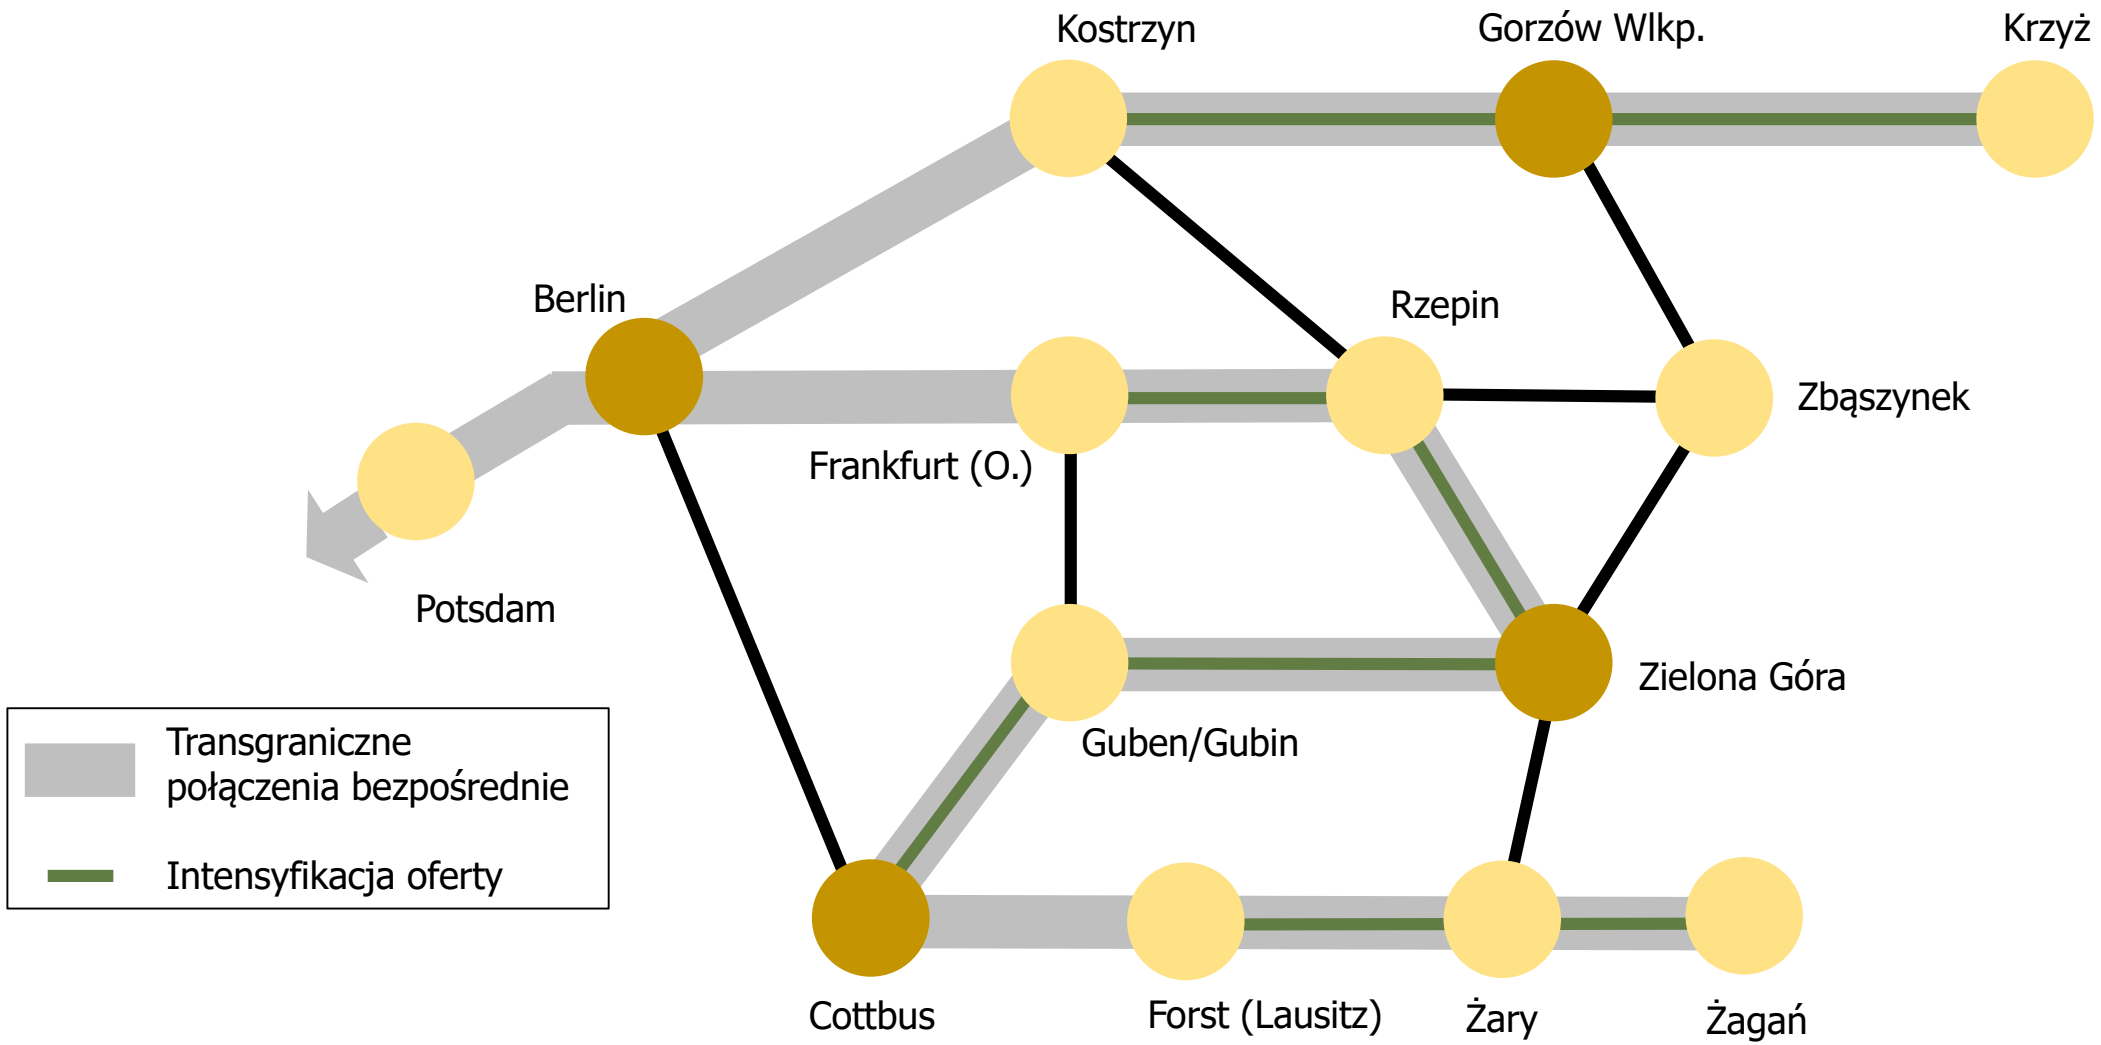 Kostrzyn
Gorzów Wlkp.
Krzyż
Berlin
Rzepin
Zbąszynek
Frankfurt (O.)
Potsdam
Zielona Góra
Guben/Gubin
Transgraniczne
połączenia bezpośrednie
Intensyfikacja oferty
Cottbus
Forst (Lausitz)
Żary
Żagań